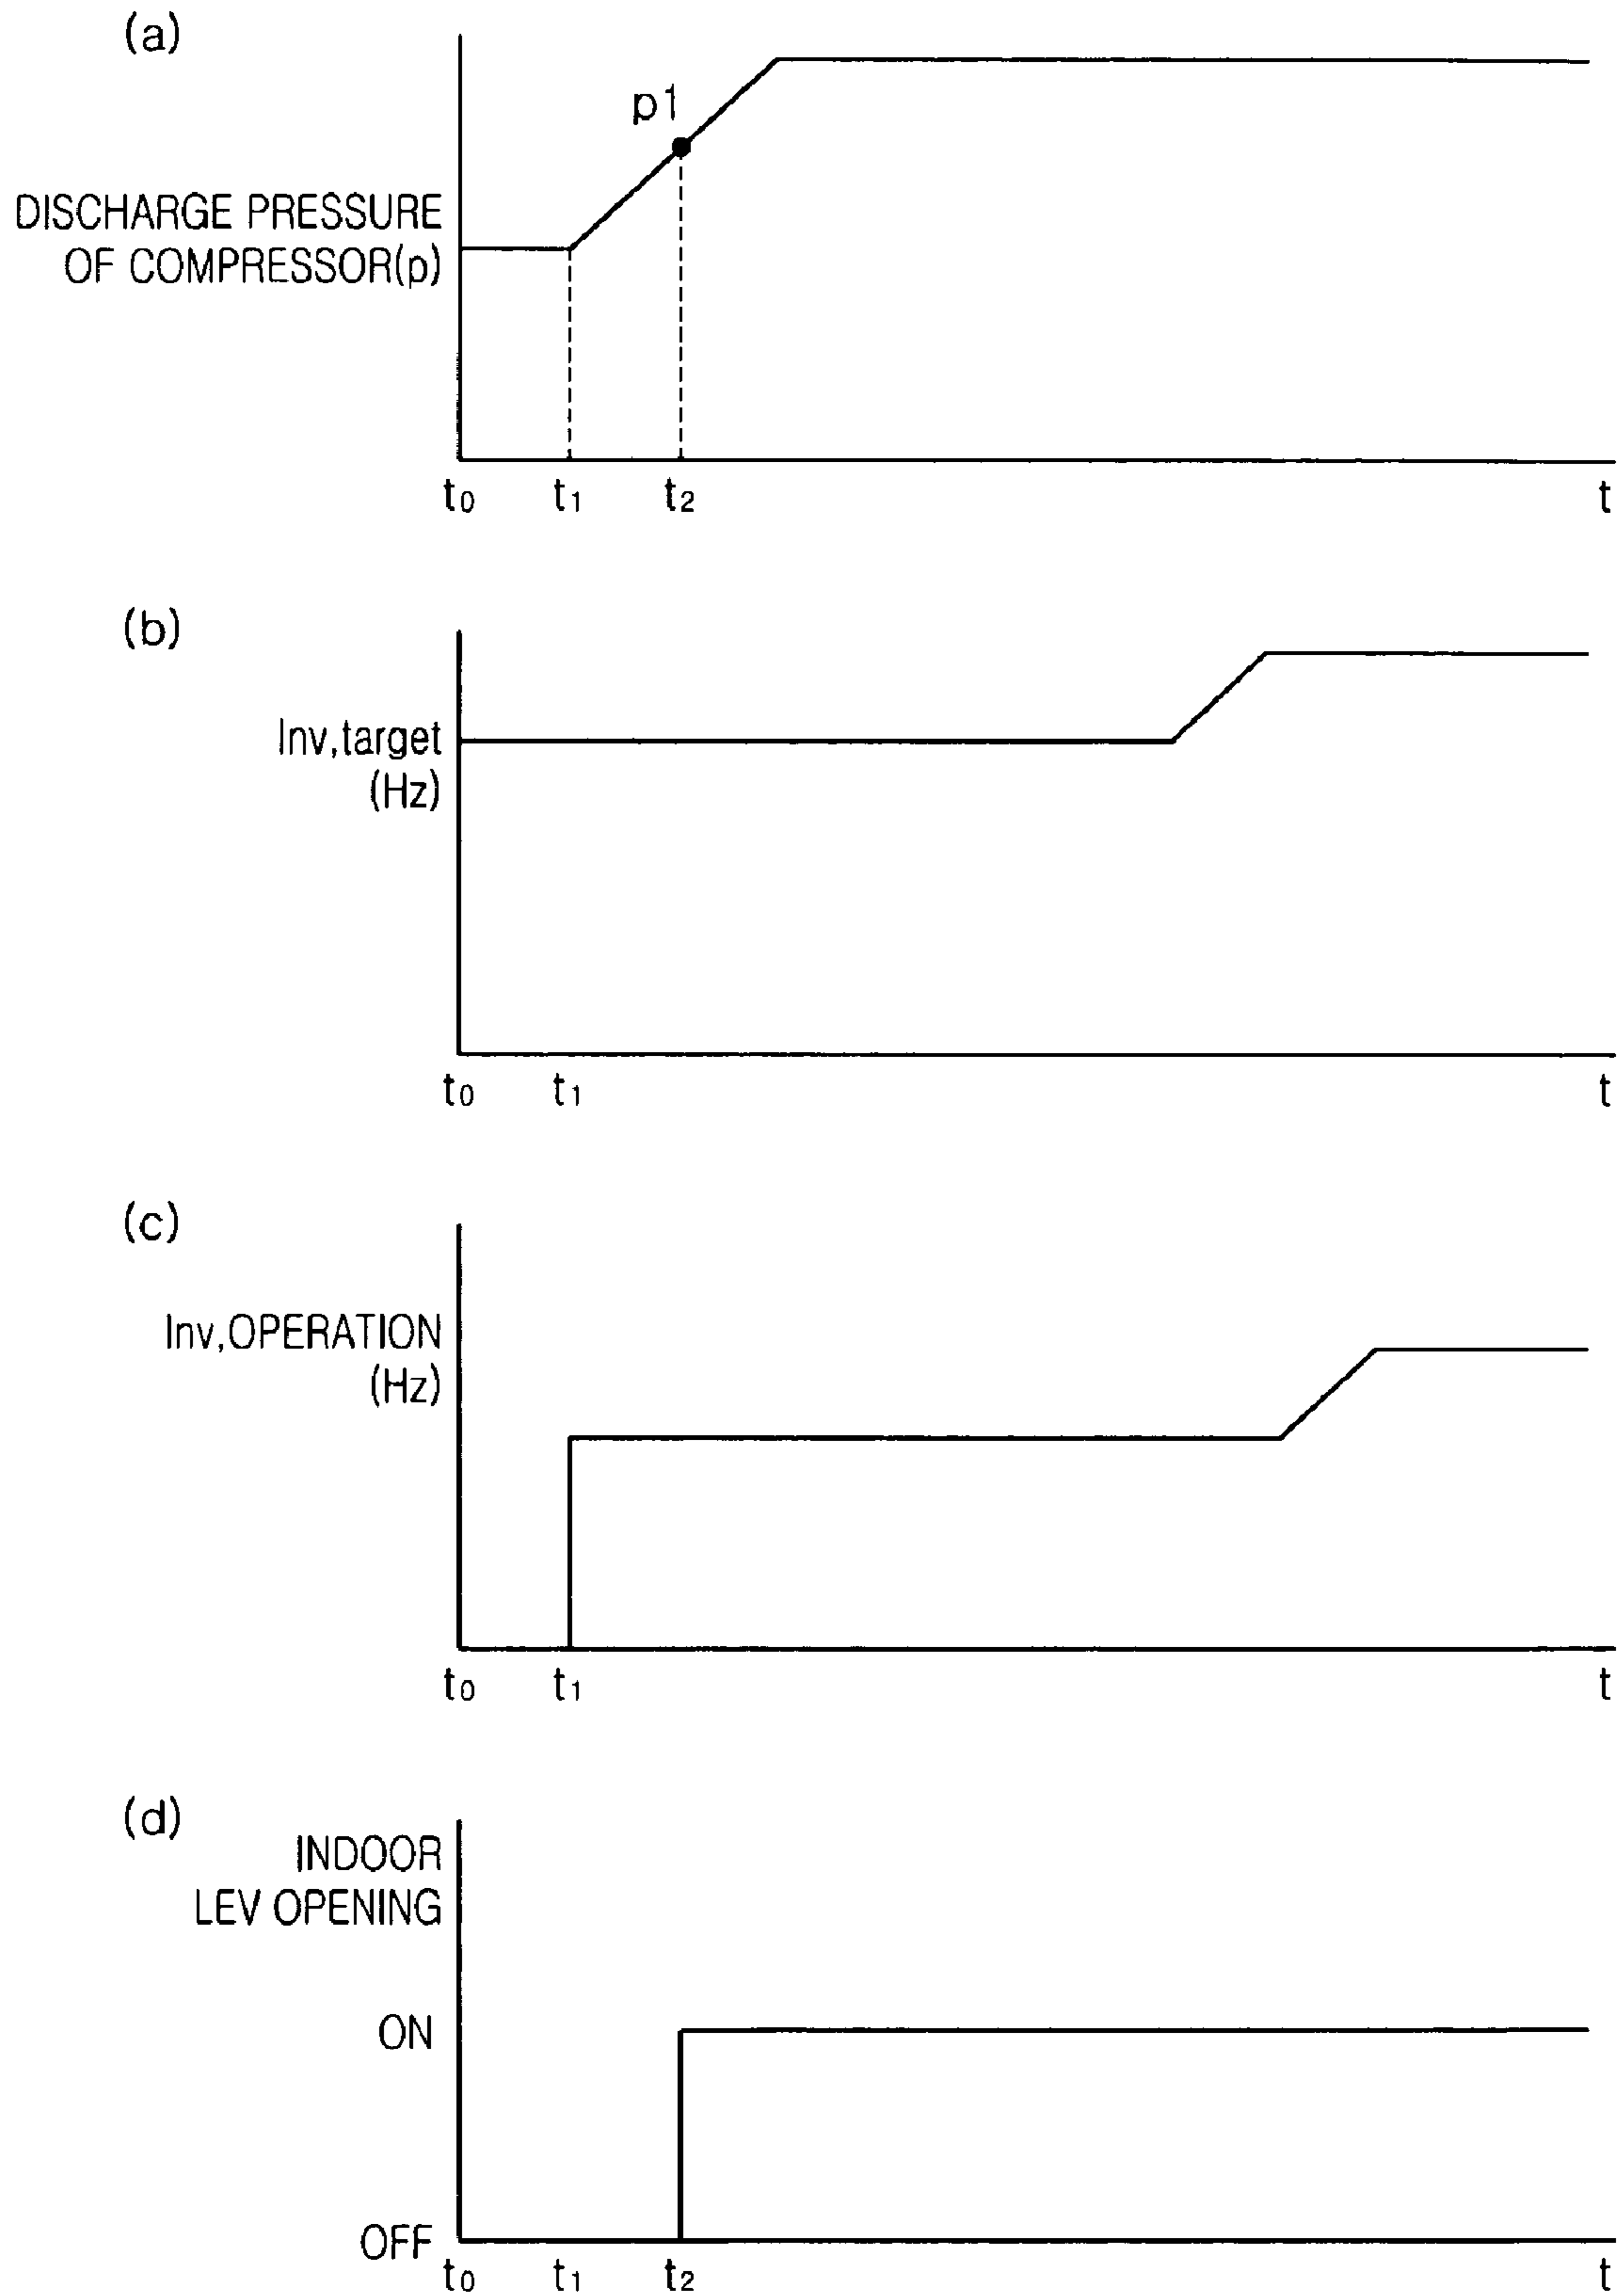 (a)
p1
DISCHARGE PRESSURE
OF COMPRESSOR(p)
t0 t1 t2 t
(b)
Inv,target
(Hz)
t0 t1 t
(c)
Inv,OPERATION
(Hz)
t0 t1 t
(d)
INDOOR
LEV OPENING
ON
OFF
t0 t1 t2 t